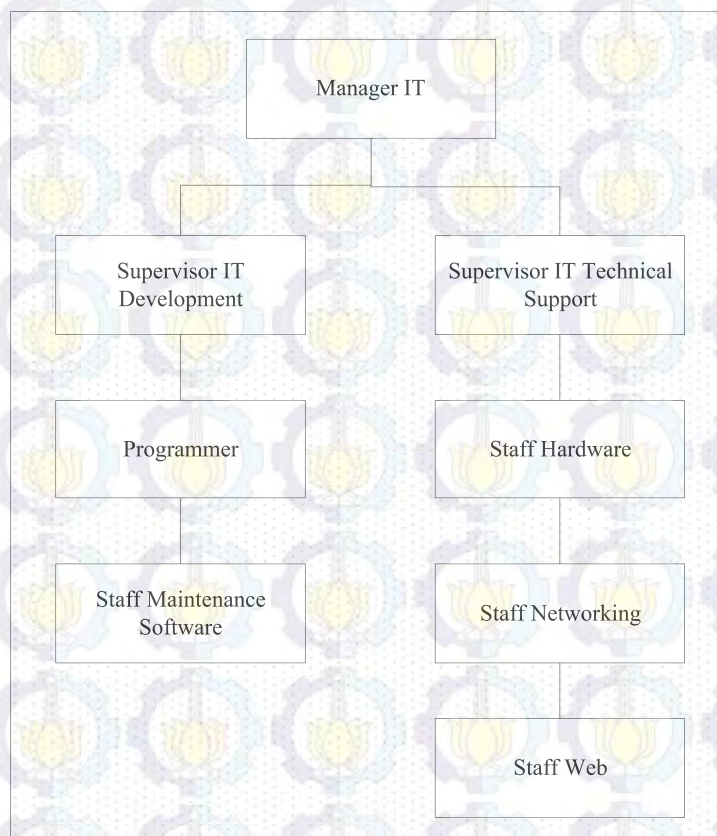 Manager IT
Supervisor IT
Development
Supervisor IT Technical
Support
Programmer
Staff Hardware
Staff Maintenance
Software
Staff Networking
Staff Web